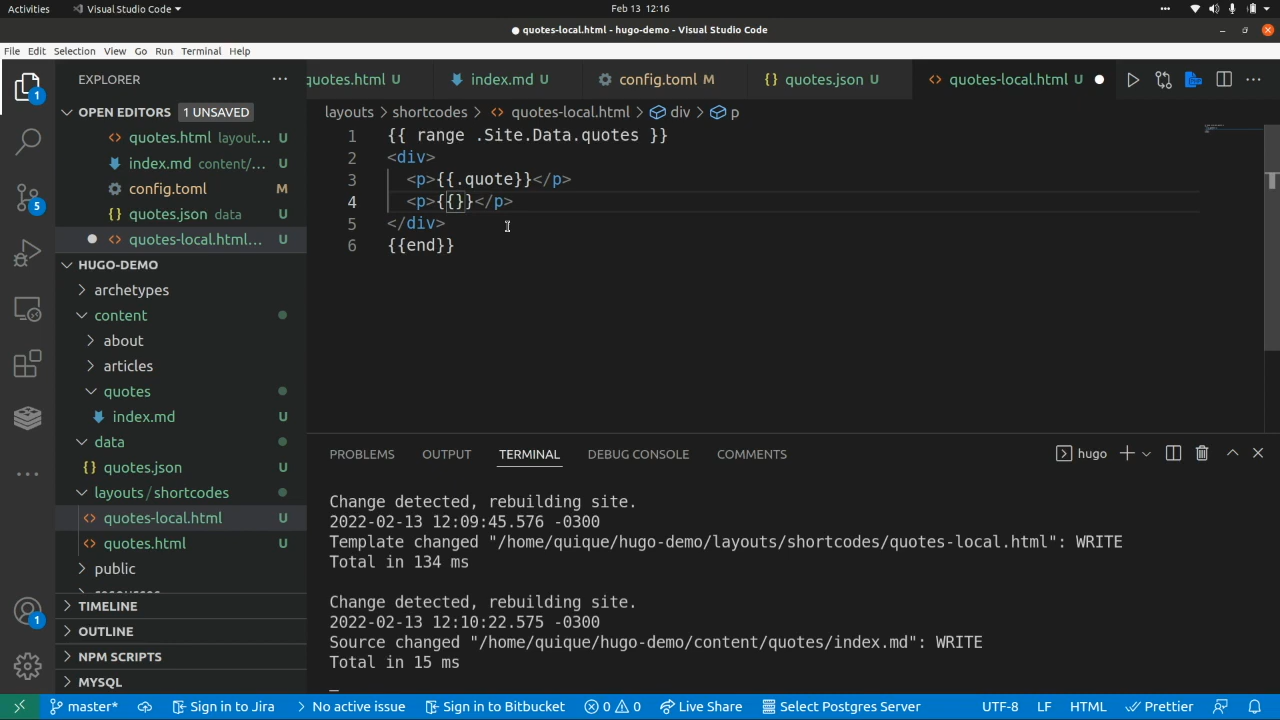 Activities Visual Studio Code Feb 13 12:16
quotes-local.html - hugo-demo - Visual Studio Code
File Edit Selection View Go Run Terminal Help
EXPLORER
quotes.html U index.md U config.toml M quotes.json U quotes-local.html U
OPEN EDITORS 1 UNSAVED
layouts > shortcodes > quotes-local.html > div > p
quotes.html layout... U
index.md content/... U
config.toml M
quotes.json data U
quotes-local.html... U
1 {{ range .Site.Data.quotes }}
2 <div>
3 <p>{{.quote}}</p>
4 <p>{{}}</p>
5 </div>
6 {{end}}
HUGO-DEMO
archetypes
content
about
articles
quotes
index.md U
data
quotes.json U
layouts / shortcodes
quotes-local.html U
quotes.html U
public
TIMELINE
OUTLINE
NPM SCRIPTS
MYSQL
1
5
1
PROBLEMS OUTPUT TERMINAL DEBUG CONSOLE COMMENTS hugo
Change detected, rebuilding site.
2022-02-13 12:09:45.576 -0300
Template changed "/home/quique/hugo-demo/layouts/shortcodes/quotes-local.html": WRITE
Total in 134 ms
Change detected, rebuilding site.
2022-02-13 12:10:22.575 -0300
Source changed "/home/quique/hugo-demo/content/quotes/index.md": WRITE
Total in 15 ms
master* Sign in to Jira No active issue Sign in to Bitbucket 0 0 Live Share Select Postgres Server UTF-8 LF HTML Prettier